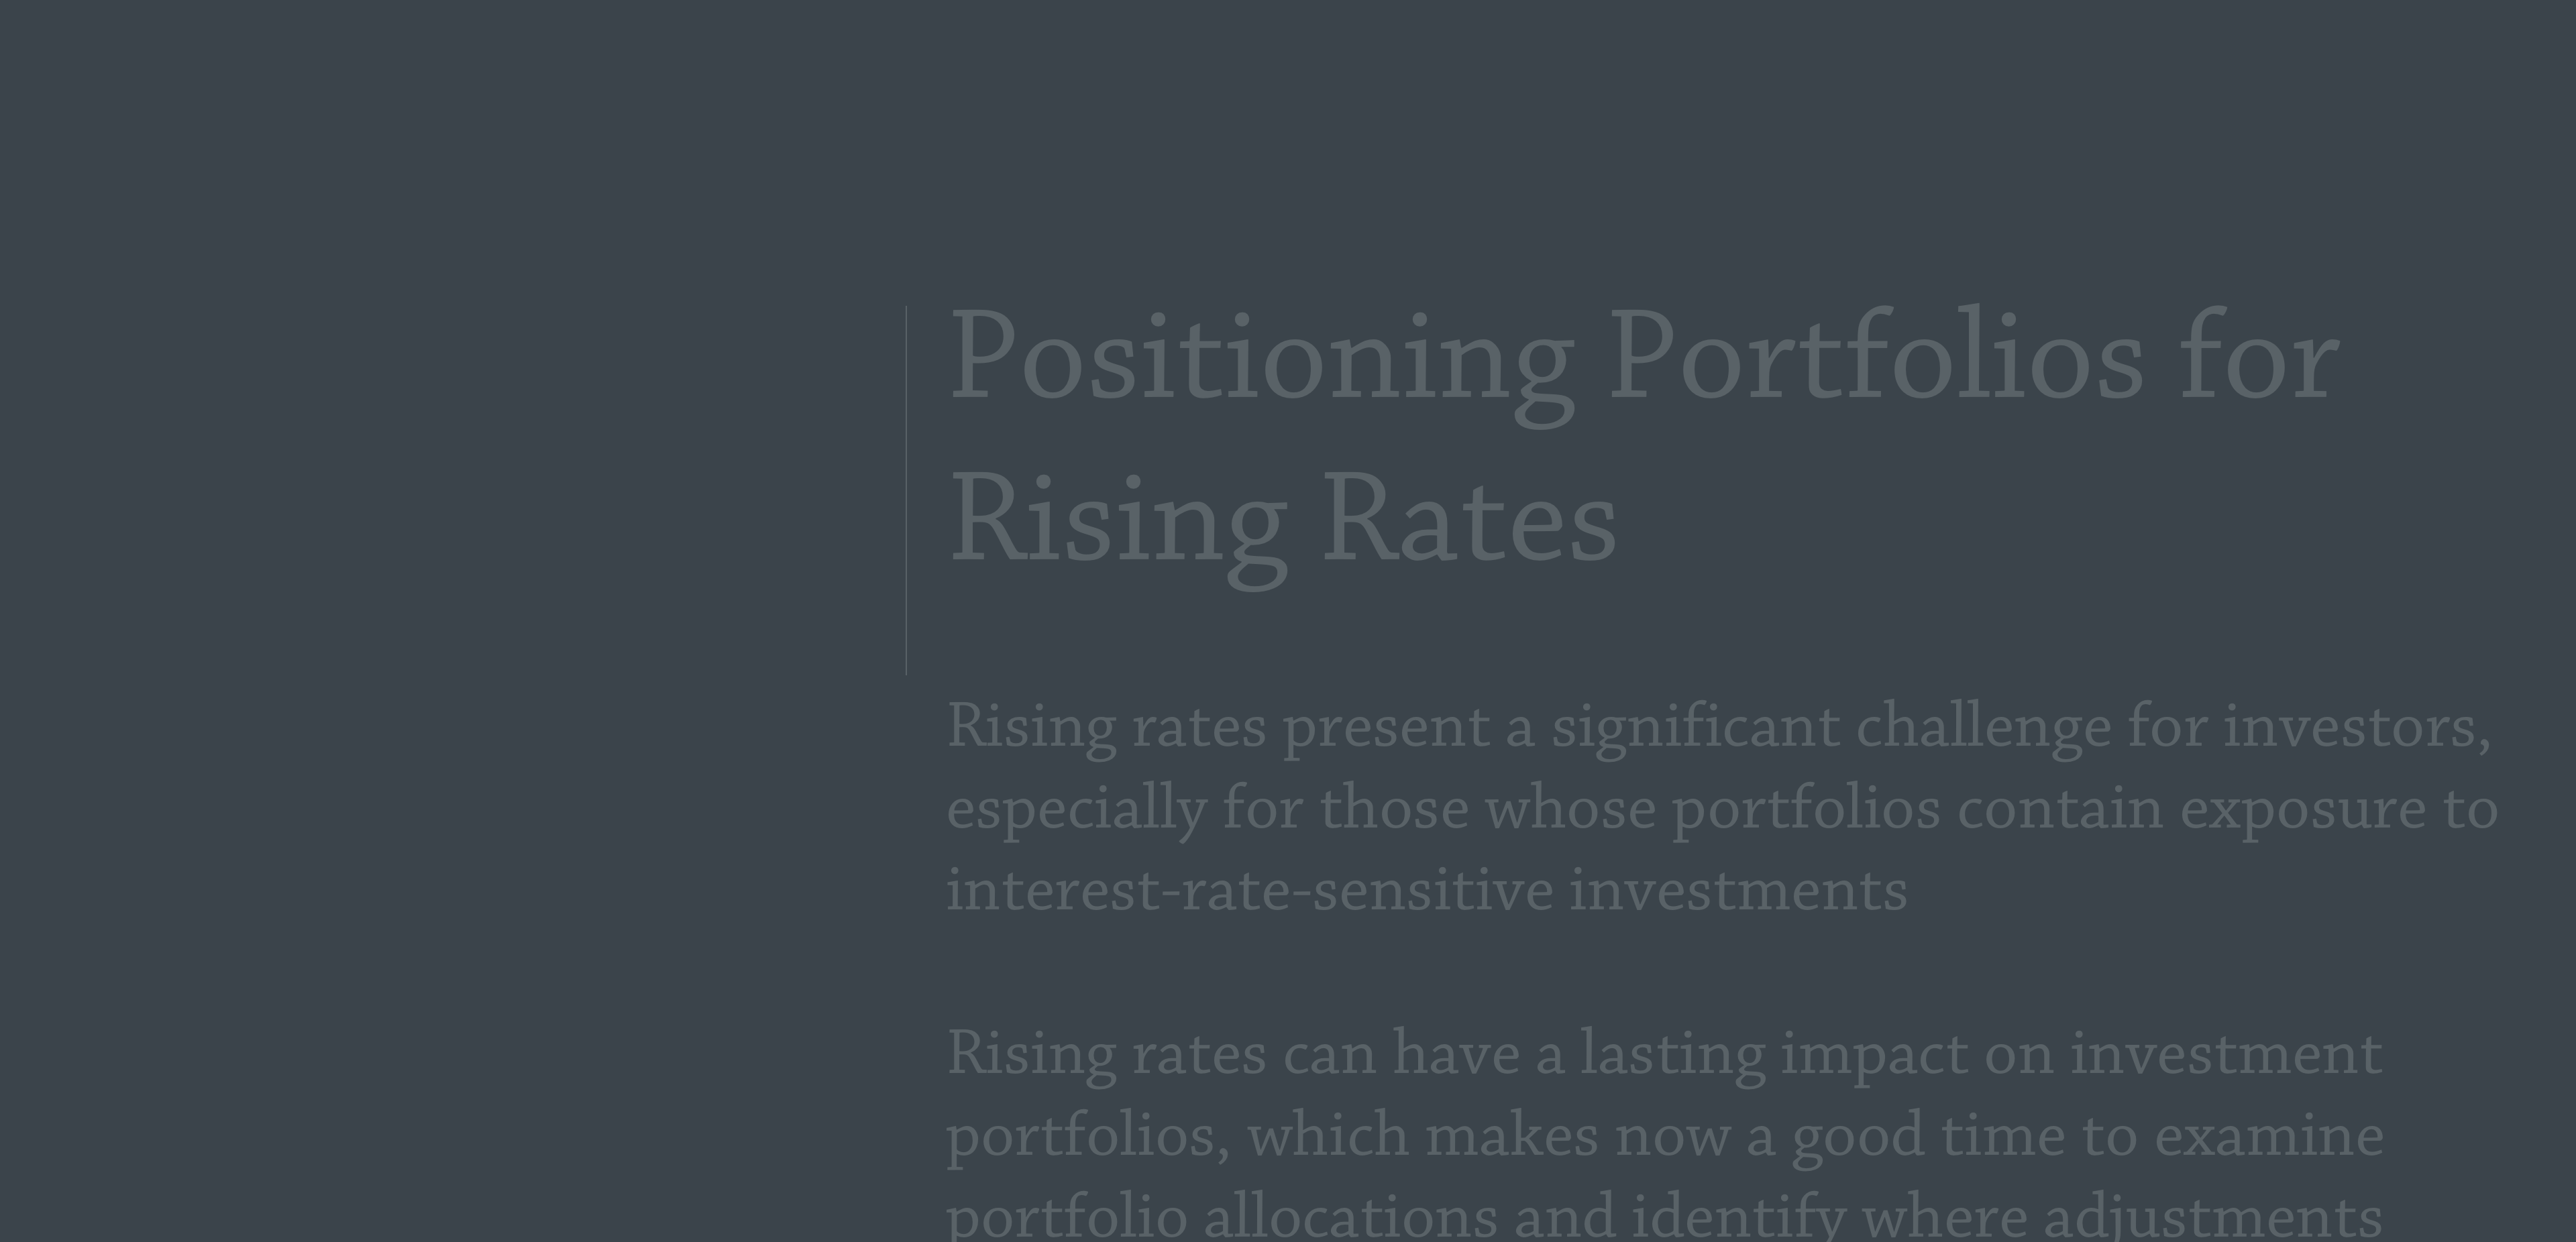 Positioning Portfolios for
Rising Rates
Rising rates present a significant challenge for investors,
especially for those whose portfolios contain exposure to
interest-rate-sensitive investments
Rising rates can have a lasting impact on investment
portfolios, which makes now a good time to examine
portfolio allocations and identify where adjustments